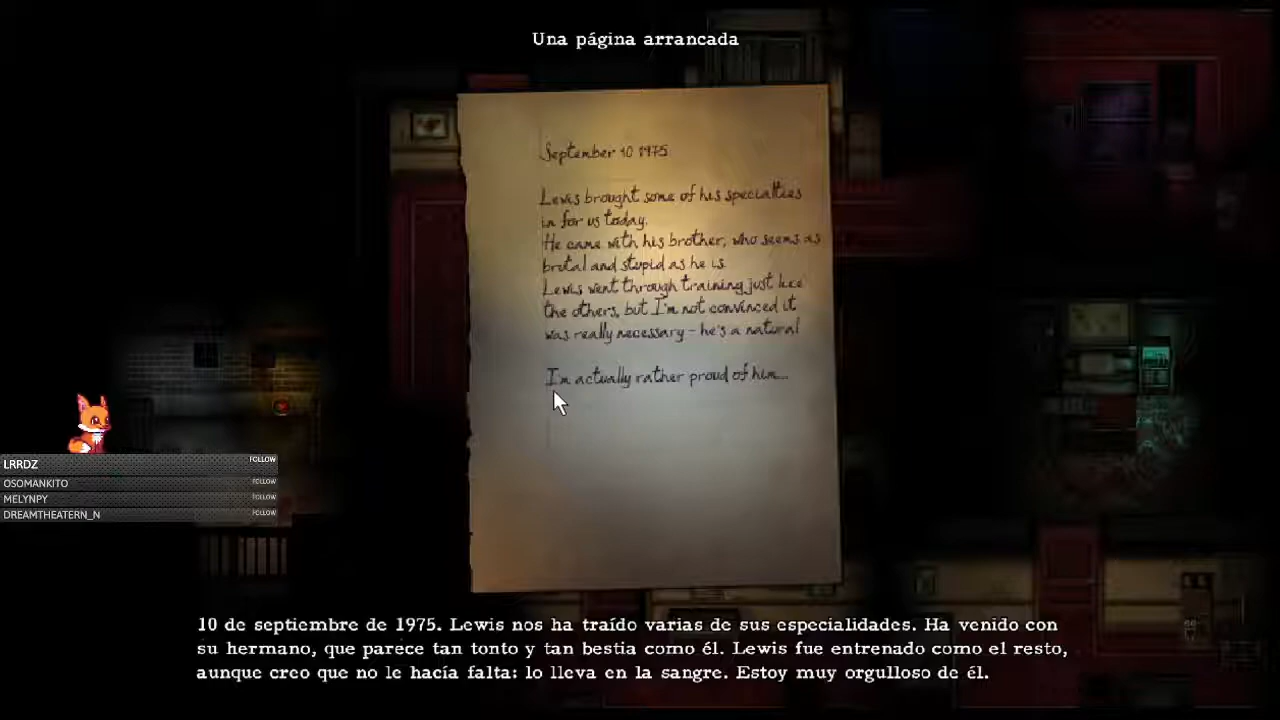 Una página arrancada
September 10 1975
Lewis brought some of his specialties
in for us today.
He came with his brother, who seems as
brutal and stupid as he is.
Lewis went through training just like
the others, but I'm not convinced it
was really necessary - he's a natural
I'm actually rather proud of him...
LRRDZ FOLLOW
OSOMANKITO FOLLOW
MELYNPY FOLLOW
DREAMTHEATERN_N FOLLOW
10 de septiembre de 1975. Lewis nos ha traído varias de sus especialidades. Ha venido con
su hermano, que parece tan tonto y tan bestia como él. Lewis fue entrenado como el resto,
aunque creo que no le hacía falta: lo lleva en la sangre. Estoy muy orgulloso de él.